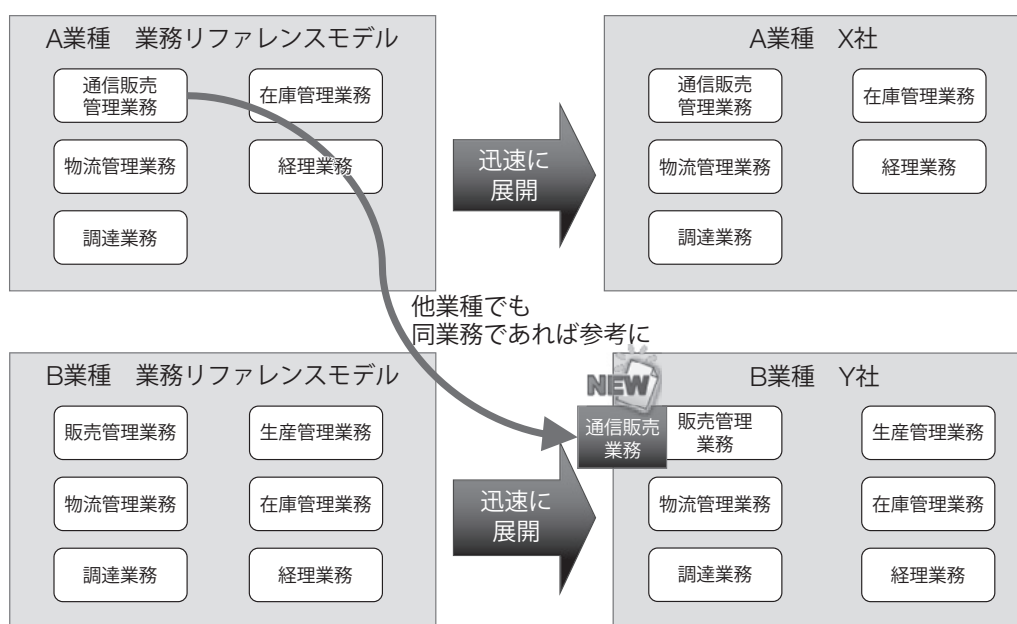 A業種　業務リファレンスモデル
通信販売
管理業務
在庫管理業務
物流管理業務
経理業務
調達業務
迅速に
展開
A業種　X社
通信販売
管理業務
在庫管理業務
物流管理業務
経理業務
調達業務
他業種でも
同業務であれば参考に
B業種　業務リファレンスモデル
販売管理業務
生産管理業務
物流管理業務
在庫管理業務
調達業務
経理業務
迅速に
展開
B業種　Y社
NEW
通信販売
業務
販売管理
業務
生産管理業務
物流管理業務
在庫管理業務
調達業務
経理業務